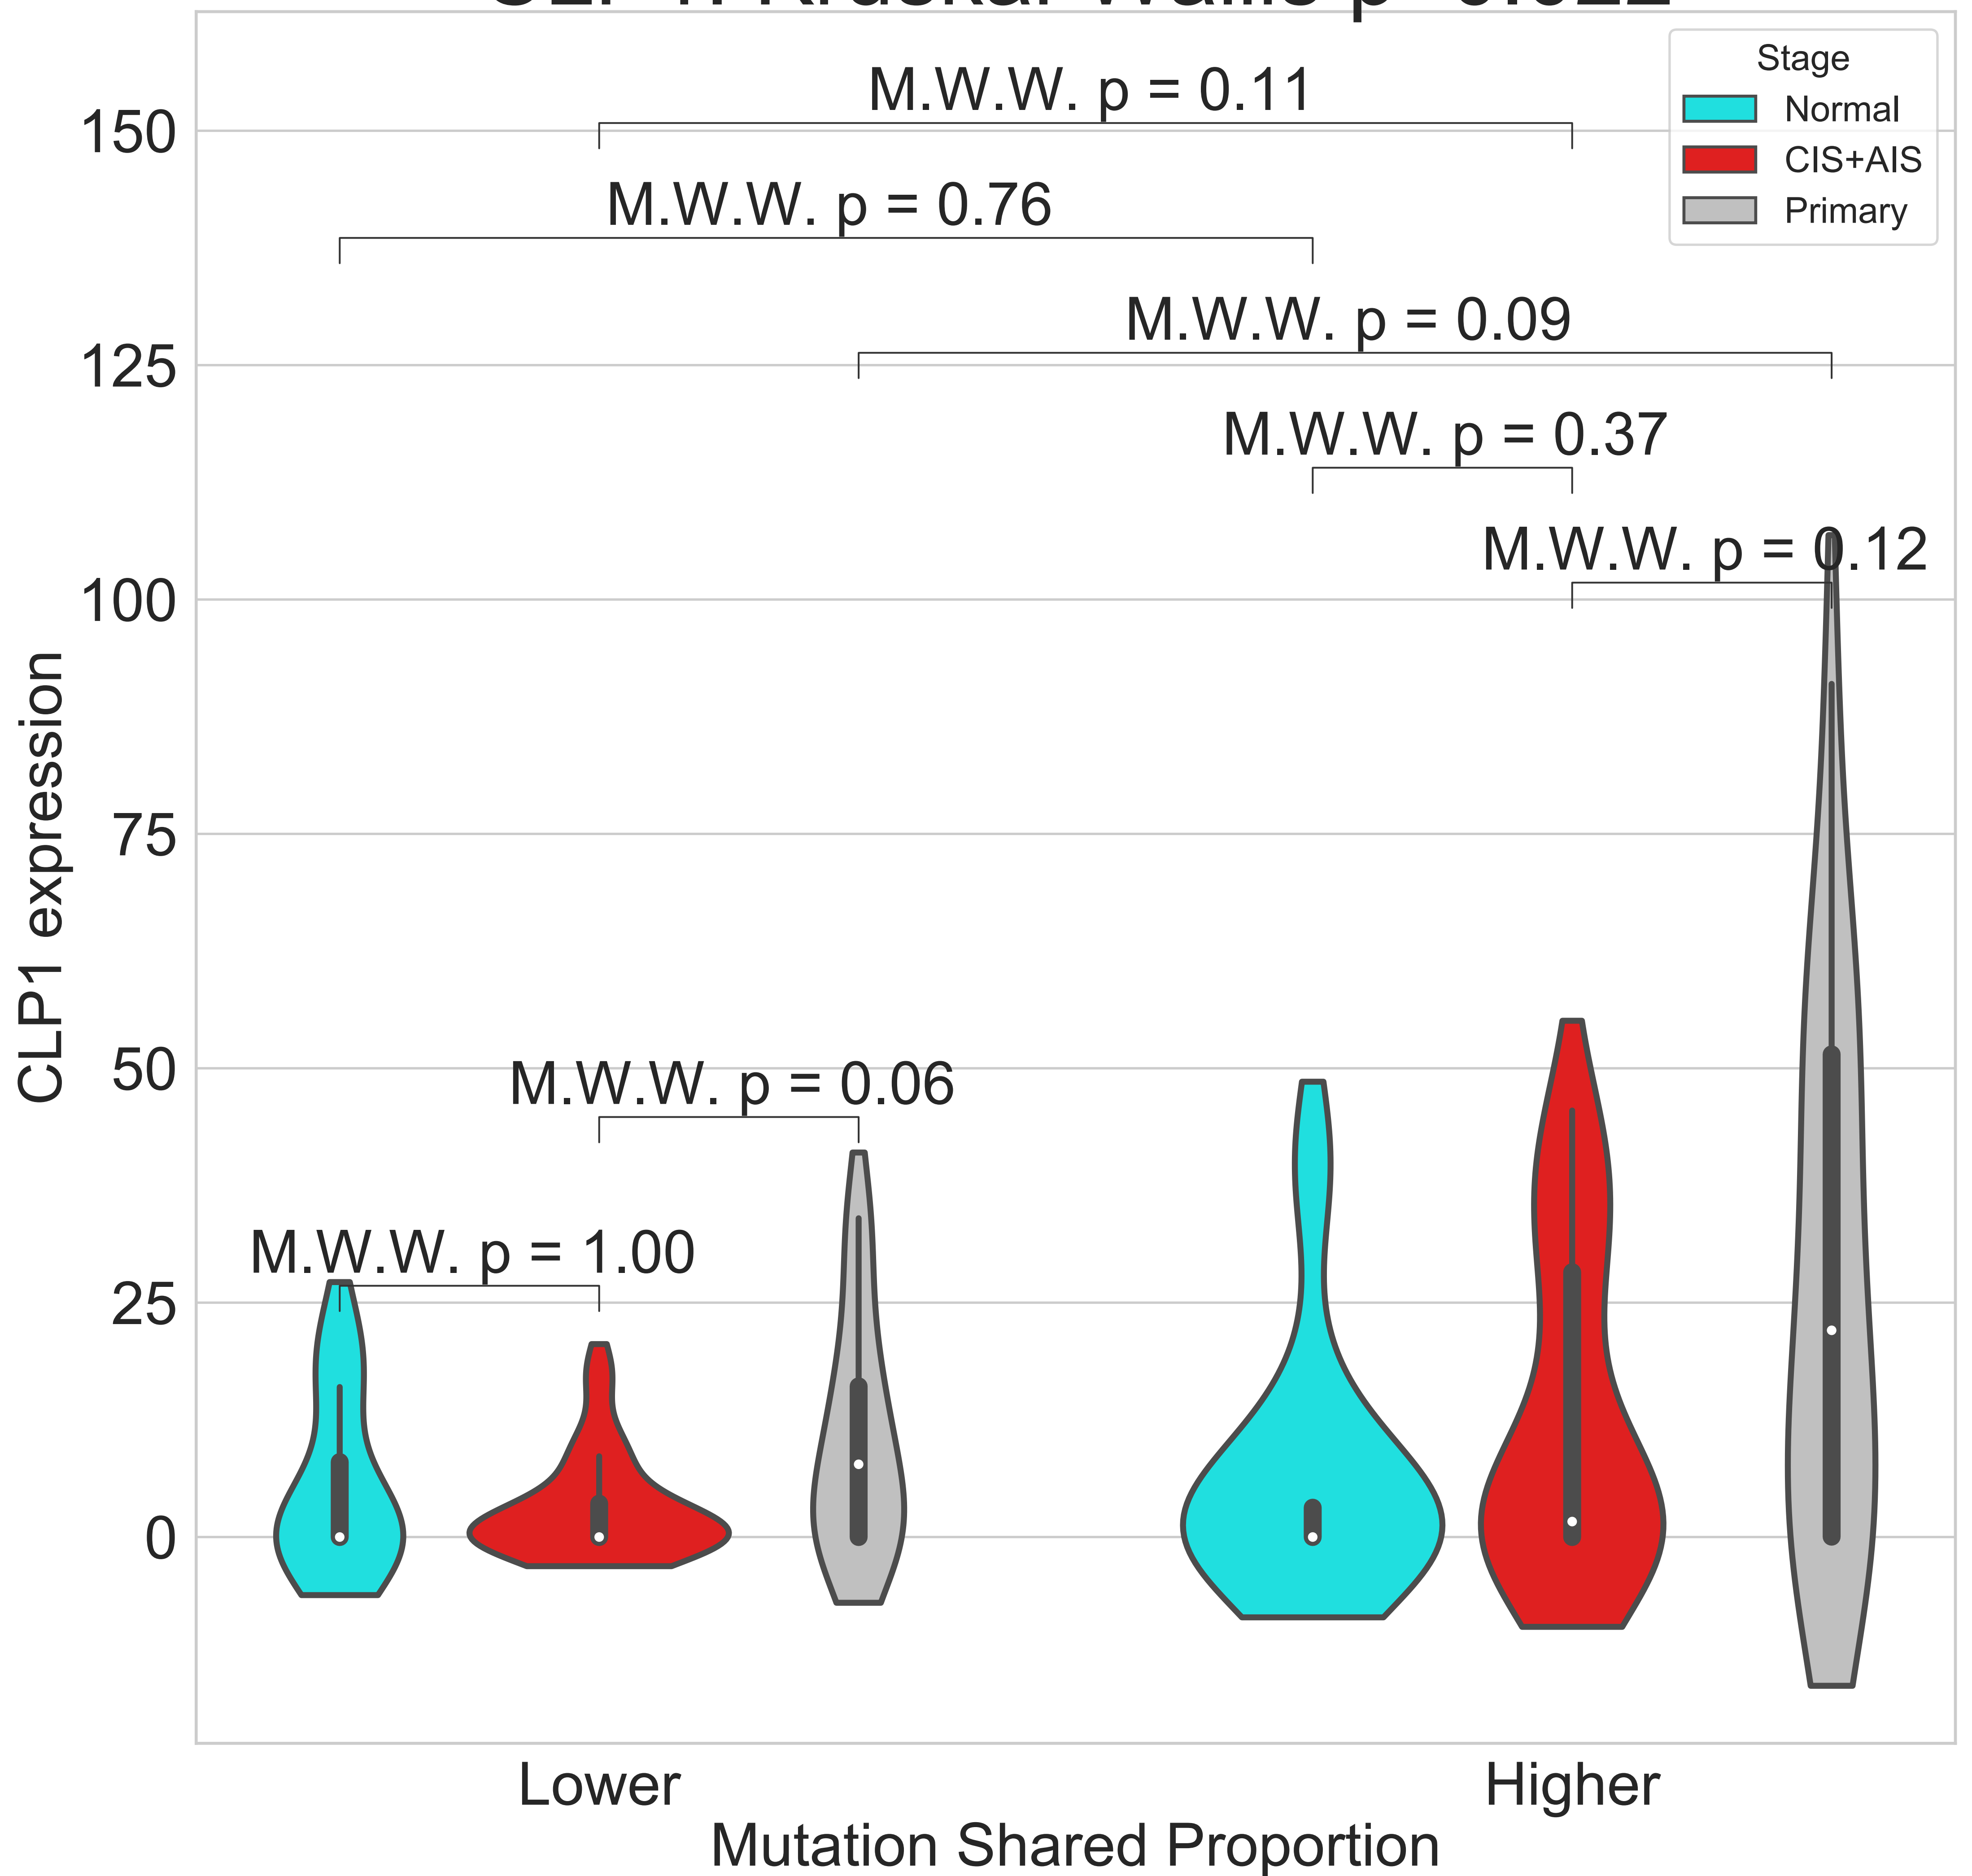 Stage
Normal
CIS+AIS
Primary
M.W.W. p = 0.11
150
M.W.W. p = 0.76
M.W.W. p = 0.09
125
M.W.W. p = 0.37
M.W.W. p = 0.12
100
CLP1 expression
75
50
M.W.W. p = 0.06
M.W.W. p = 1.00
25
0
Lower
Higher
Mutation Shared Proportion